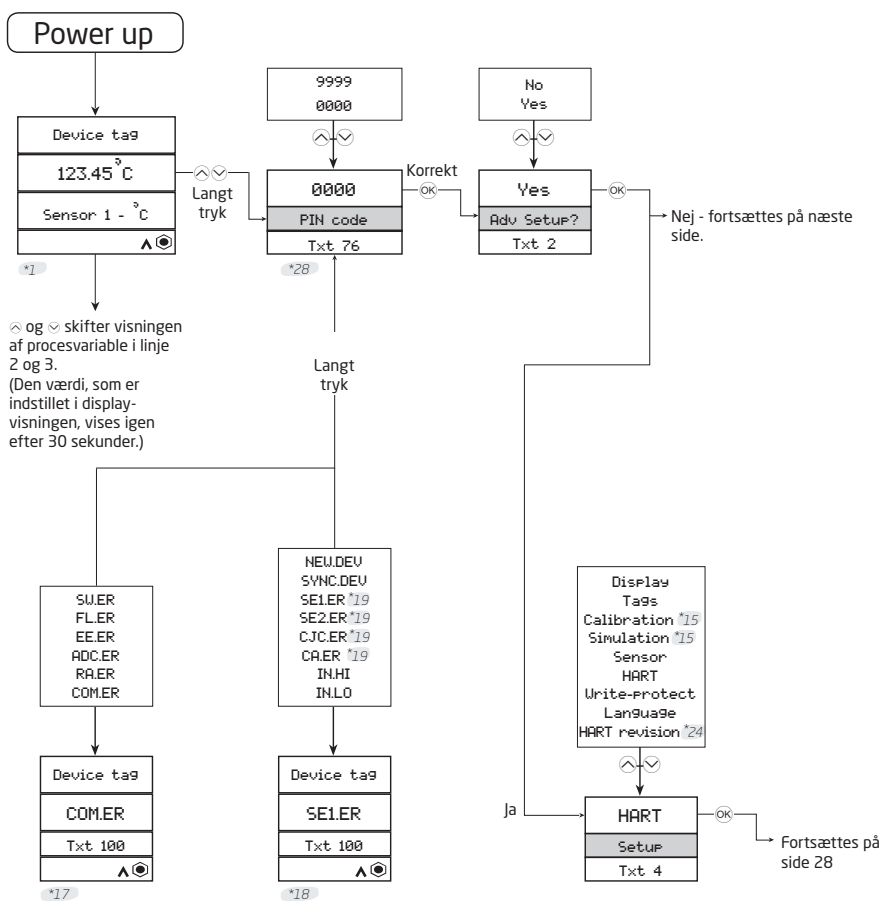 Power up
9999
0000
No
Yes
Device tag
123.45°C
Sensor 1 - °C
*1
Langt
tryk
0000
PIN code
Txt 76
*28
Korrekt
OK
Yes
Adv Setup?
Txt 2
OK
Nej - fortsættes på næste
side.
og skifter visningen
af procesvariable i linje
2 og 3.
(Den værdi, som er
indstillet i display-
visningen, vises igen
efter 30 sekunder.)
Langt
tryk
SW.ER
FL.ER
EE.ER
ADC.ER
RA.ER
COM.ER
NEW.DEV
SYNC.DEV
SE1.ER *19
SE2.ER *19
CJC.ER *19
CA.ER *19
IN.HI
IN.LO
Display
Tags
Calibration *15
Simulation *15
Sensor
HART
Write-protect
Language
HART revision *24
Device tag
COM.ER
Txt 100
*17
Device tag
SE1.ER
Txt 100
*18
Ja
HART
Setup
Txt 4
OK
Fortsættes på
side 28